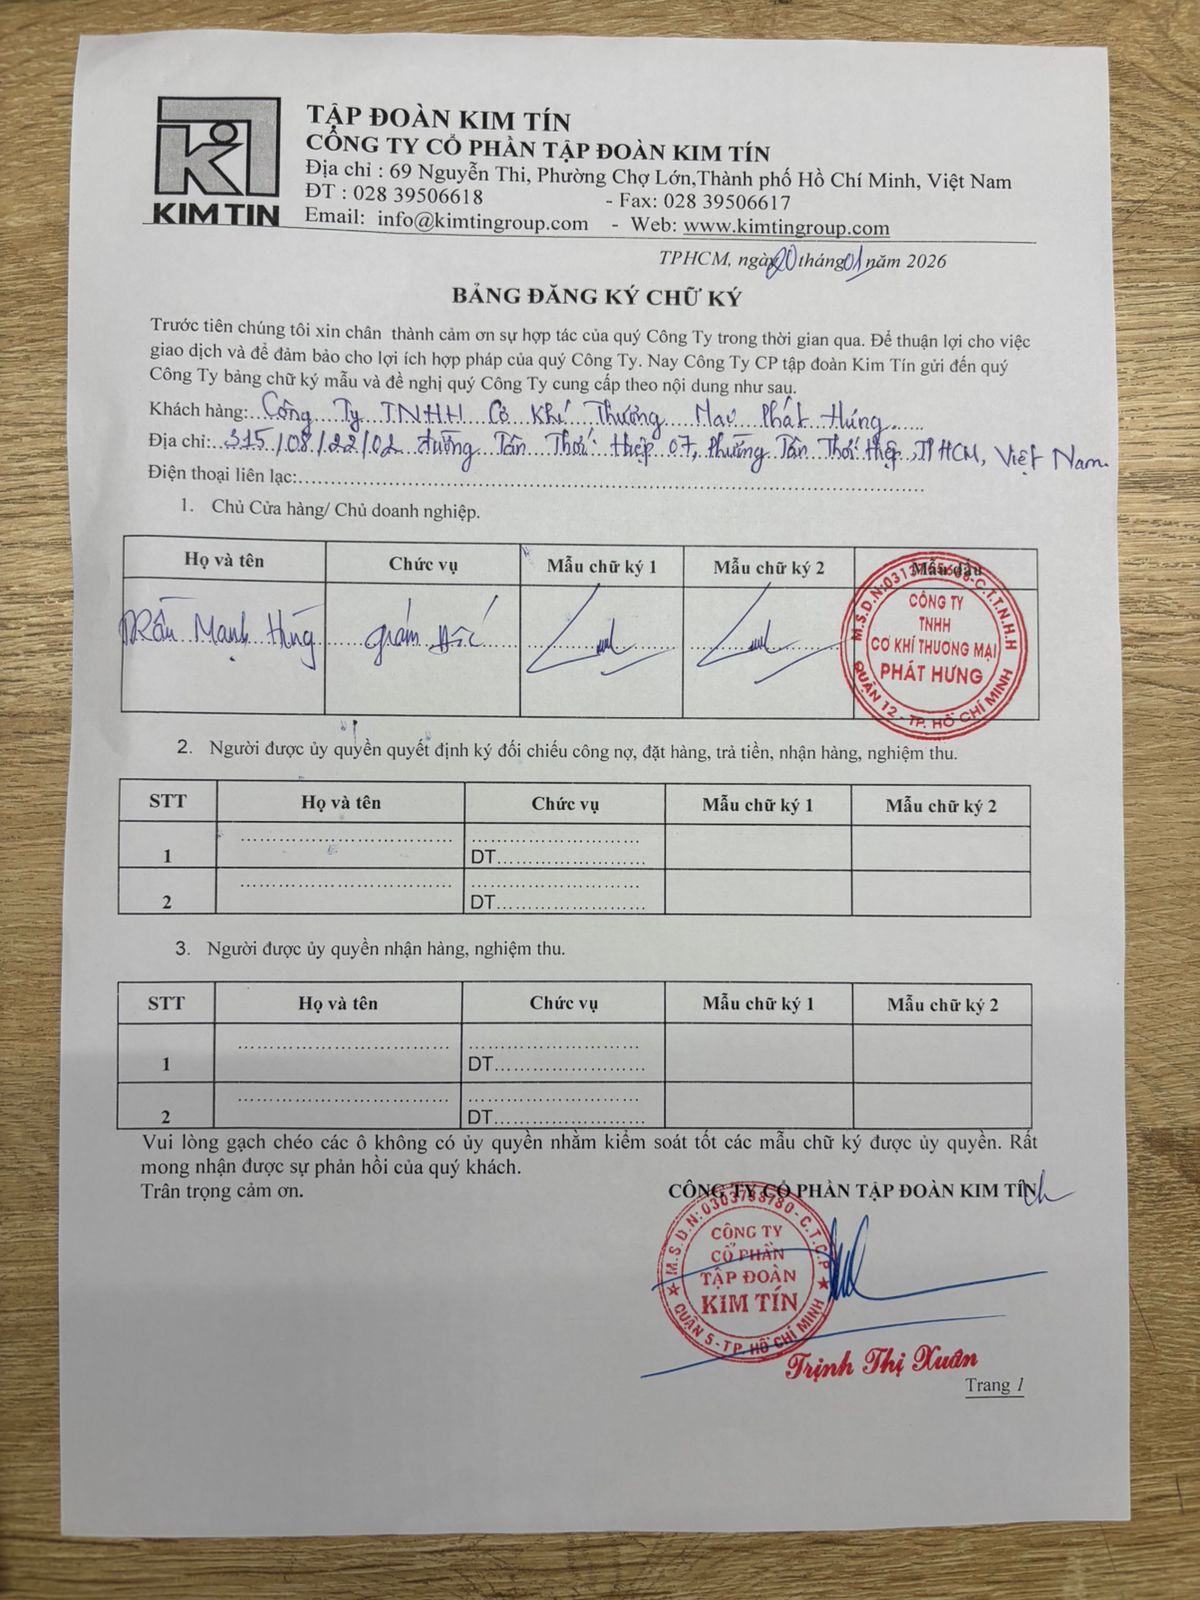 KIM TIN
TẬP ĐOÀN KIM TÍN
CÔNG TY CỔ PHẦN TẬP ĐOÀN KIM TÍN
Địa chỉ : 69 Nguyễn Thi, Phường Chợ Lớn,Thành phố Hồ Chí Minh, Việt Nam
ĐT : 028 39506618 - Fax: 028 39506617
Email: info@kimtingroup.com - Web: www.kimtingroup.com
TPHCM, ngày 20 tháng 01 năm 2026
BẢNG ĐĂNG KÝ CHỮ KÝ
Trước tiên chúng tôi xin chân thành cảm ơn sự hợp tác của quý Công Ty trong thời gian qua. Để thuận lợi cho việc
giao dịch và để đảm bảo cho lợi ích hợp pháp của quý Công Ty. Nay Công Ty CP tập đoàn Kim Tín gửi đến quý
Công Ty bảng chữ ký mẫu và đề nghị quý Công Ty cung cấp theo nội dung như sau.
Khách hàng: Công Ty TNHH Cơ Khí Thương Mại Phát Hưng
Địa chỉ: 315/08/22/02 đường Tân Thới Hiệp 07, Phường Tân Thới Hiệp, TPHCM, Việt Nam.
Điện thoại liên lạc:
1. Chủ Cửa hàng/ Chủ doanh nghiệp.
Họ và tên Chức vụ Mẫu chữ ký 1 Mẫu chữ ký 2 Mẫu dấu
Trần Mạnh Hùng Giám Đốc
C.T.T.N.H.H
CÔNG TY
TNHH
CƠ KHÍ THƯƠNG MẠI
PHÁT HƯNG
QUẬN 12 - TP. HỒ CHÍ MINH
2. Người được ủy quyền quyết định ký đối chiếu công nợ, đặt hàng, trả tiền, nhận hàng, nghiệm thu.
STT Họ và tên Chức vụ Mẫu chữ ký 1 Mẫu chữ ký 2
1 DT
2 DT
3. Người được ủy quyền nhận hàng, nghiệm thu.
STT Họ và tên Chức vụ Mẫu chữ ký 1 Mẫu chữ ký 2
1 DT
2 DT
Vui lòng gạch chéo các ô không có ủy quyền nhằm kiểm soát tốt các mẫu chữ ký được ủy quyền. Rất
mong nhận được sự phản hồi của quý khách.
Trân trọng cảm ơn.
CÔNG TY CỔ PHẦN TẬP ĐOÀN KIM TÍN
M.S.D.N:0303798780-C.T.C.P
CÔNG TY
CỔ PHẦN
TẬP ĐOÀN
KIM TÍN
QUẬN 5-TP. HỒ CHÍ MINH
Trịnh Thị Xuân
Trang 1